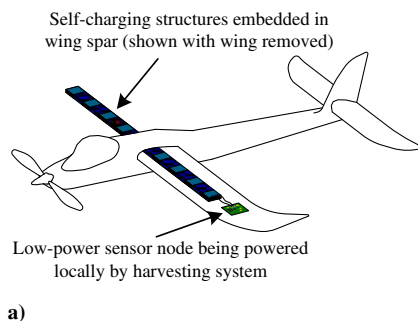 Self-charging structures embedded in
wing spar (shown with wing removed)
Low-power sensor node being powered
locally by harvesting system
a)